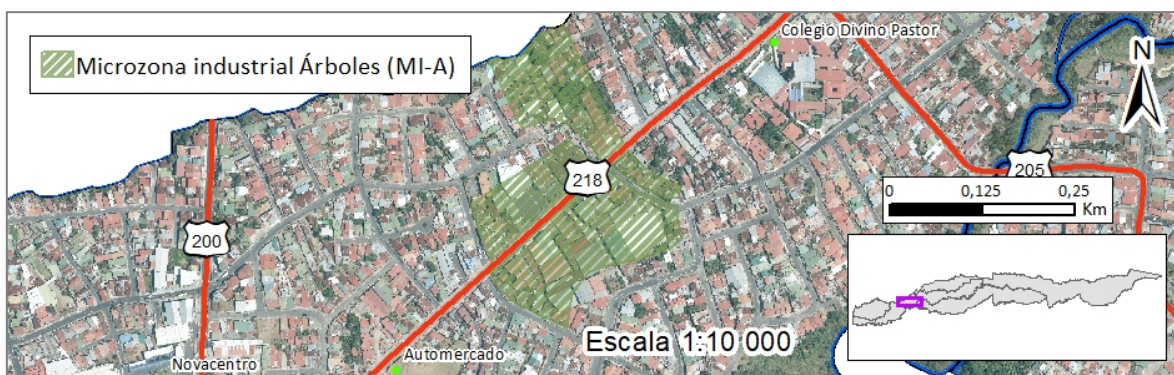 Microzona industrial Árboles (MI-A)
Colegio Divino Pastor
N
218
205
200
0 0,125 0,25
Km
Escala 1:10 000
Automercado
Novacentro